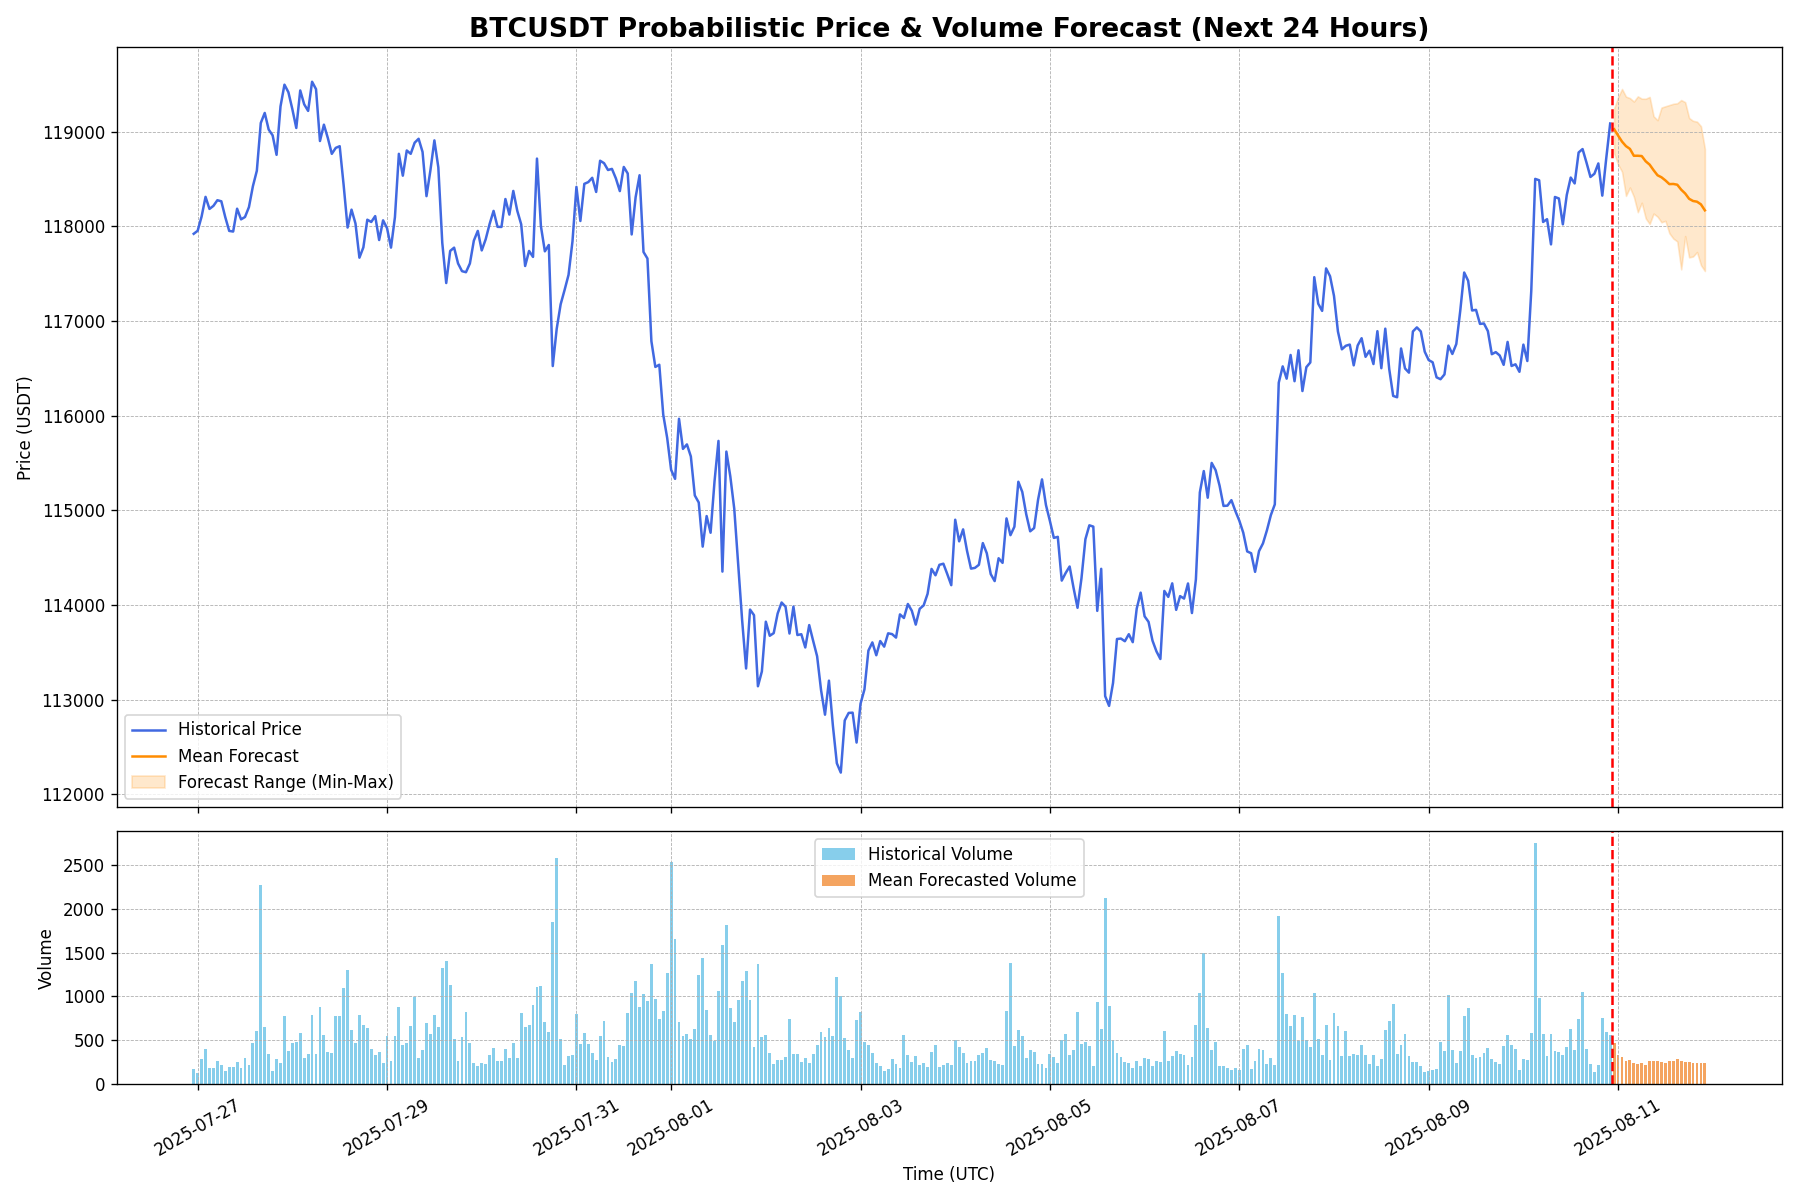 BTCUSDT Probabilistic Price & Volume Forecast (Next 24 Hours)
Price (USDT)
119000
118000
117000
116000
115000
114000
113000
112000
Historical Price
Mean Forecast
Forecast Range (Min-Max)
Volume
2500
2000
1500
1000
500
0
Historical Volume
Mean Forecasted Volume
2025-07-27
2025-07-29
2025-07-31
2025-08-01
2025-08-03
2025-08-05
2025-08-07
2025-08-09
2025-08-11
Time (UTC)